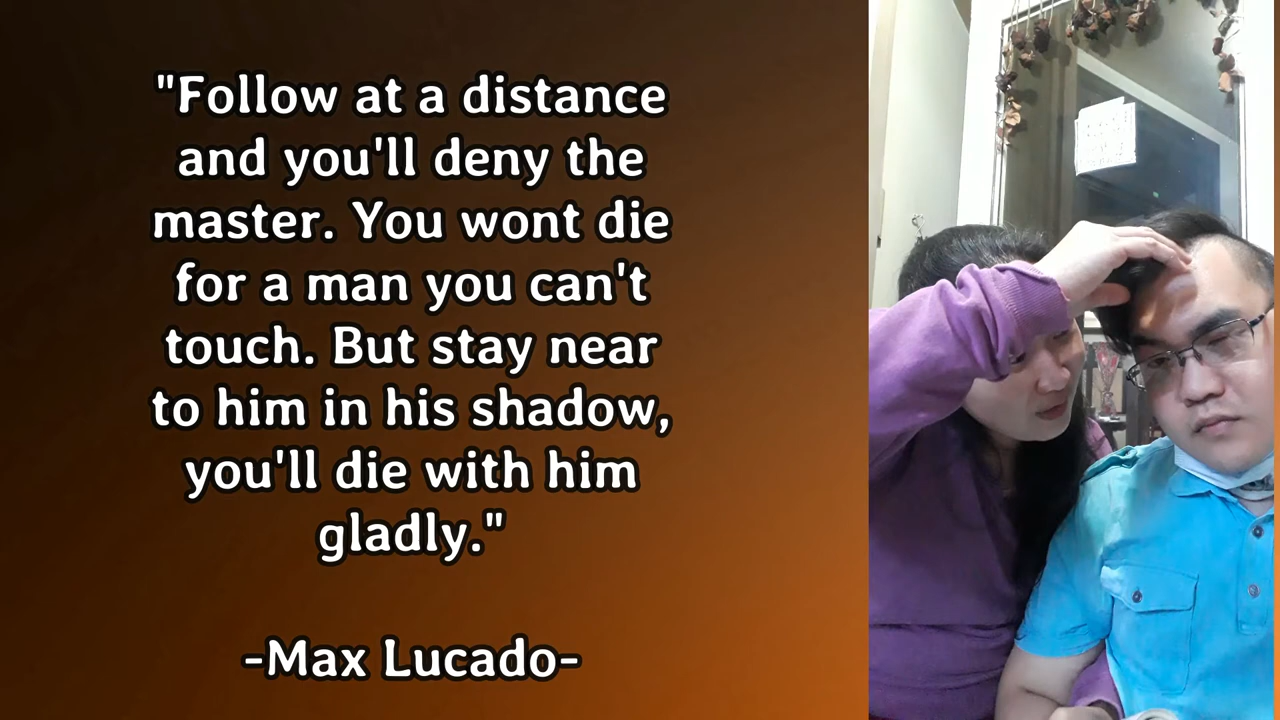 "Follow at a distance
and you'll deny the
master. You wont die
for a man you can't
touch. But stay near
to him in his shadow,
you'll die with him
gladly."
-Max Lucado-